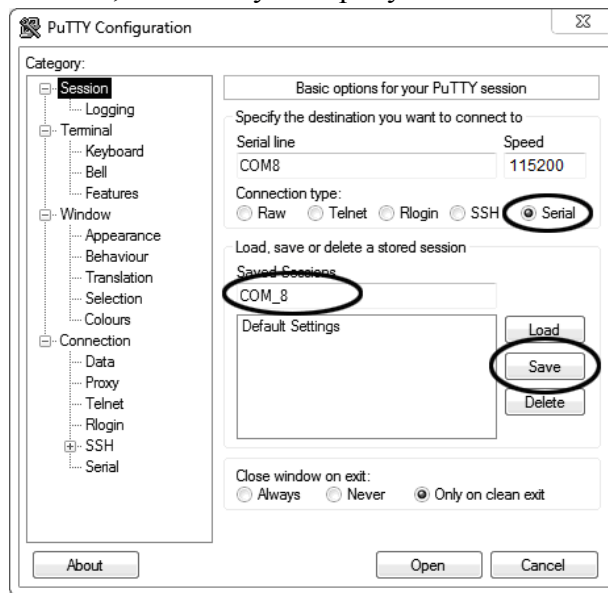 PuTTY Configuration
Category:
Session
Logging
Terminal
Keyboard
Bell
Features
Window
Appearance
Behaviour
Translation
Selection
Colours
Connection
Data
Proxy
Telnet
Rlogin
SSH
Serial
Basic options for your PuTTY session
Specify the destination you want to connect to
Serial line Speed
COM8 115200
Connection type:
Raw Telnet Rlogin SSH Serial
Load, save or delete a stored session
Saved Sessions
COM_8
Default Settings
Load
Save
Delete
Close window on exit:
Always Never Only on clean exit
About Open Cancel